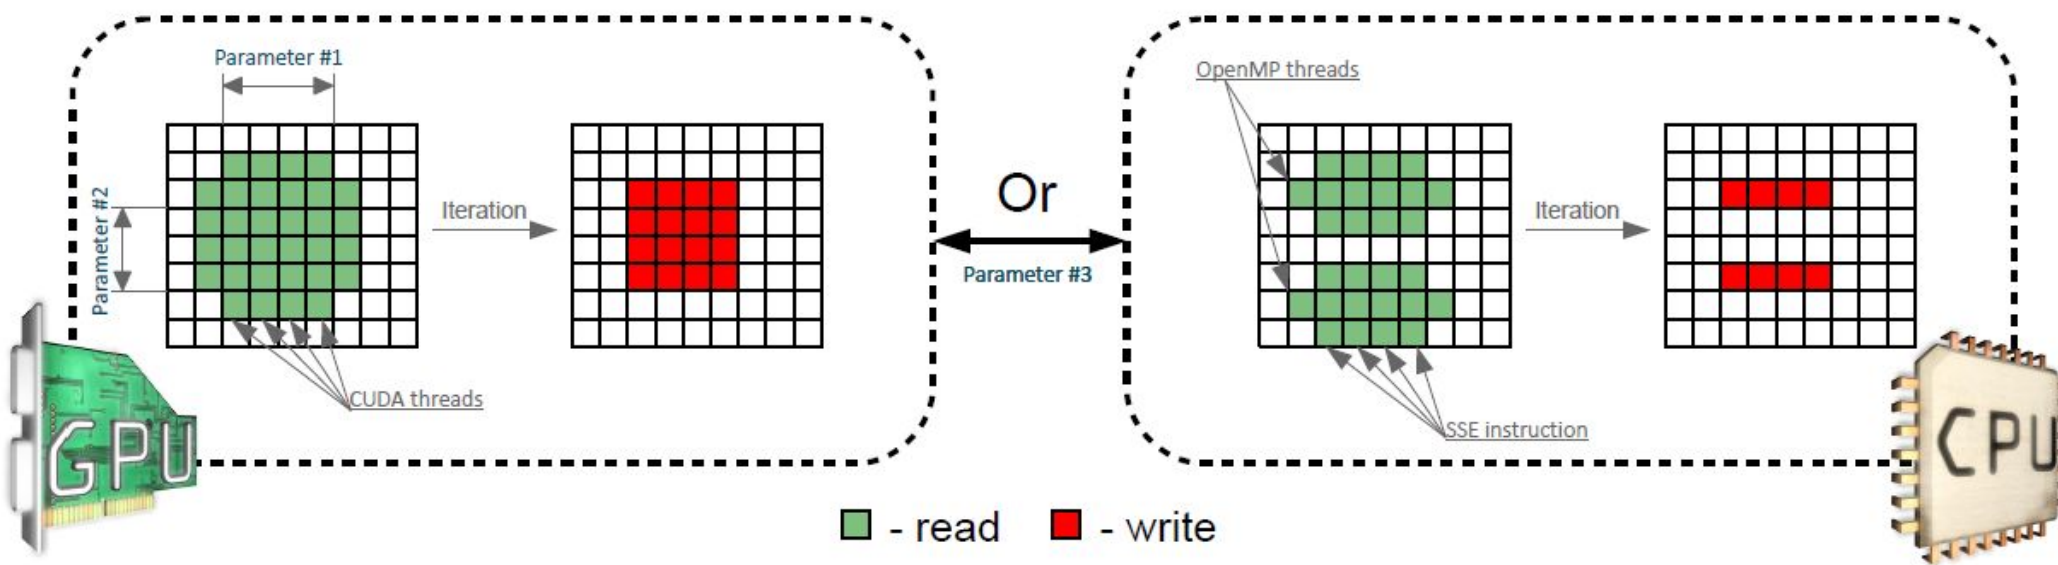 Parameter #1
Parameter #2
Iteration
CUDA threads
GPU
Or
Parameter #3
OpenMP threads
Iteration
SSE instruction
CPU
- read
- write